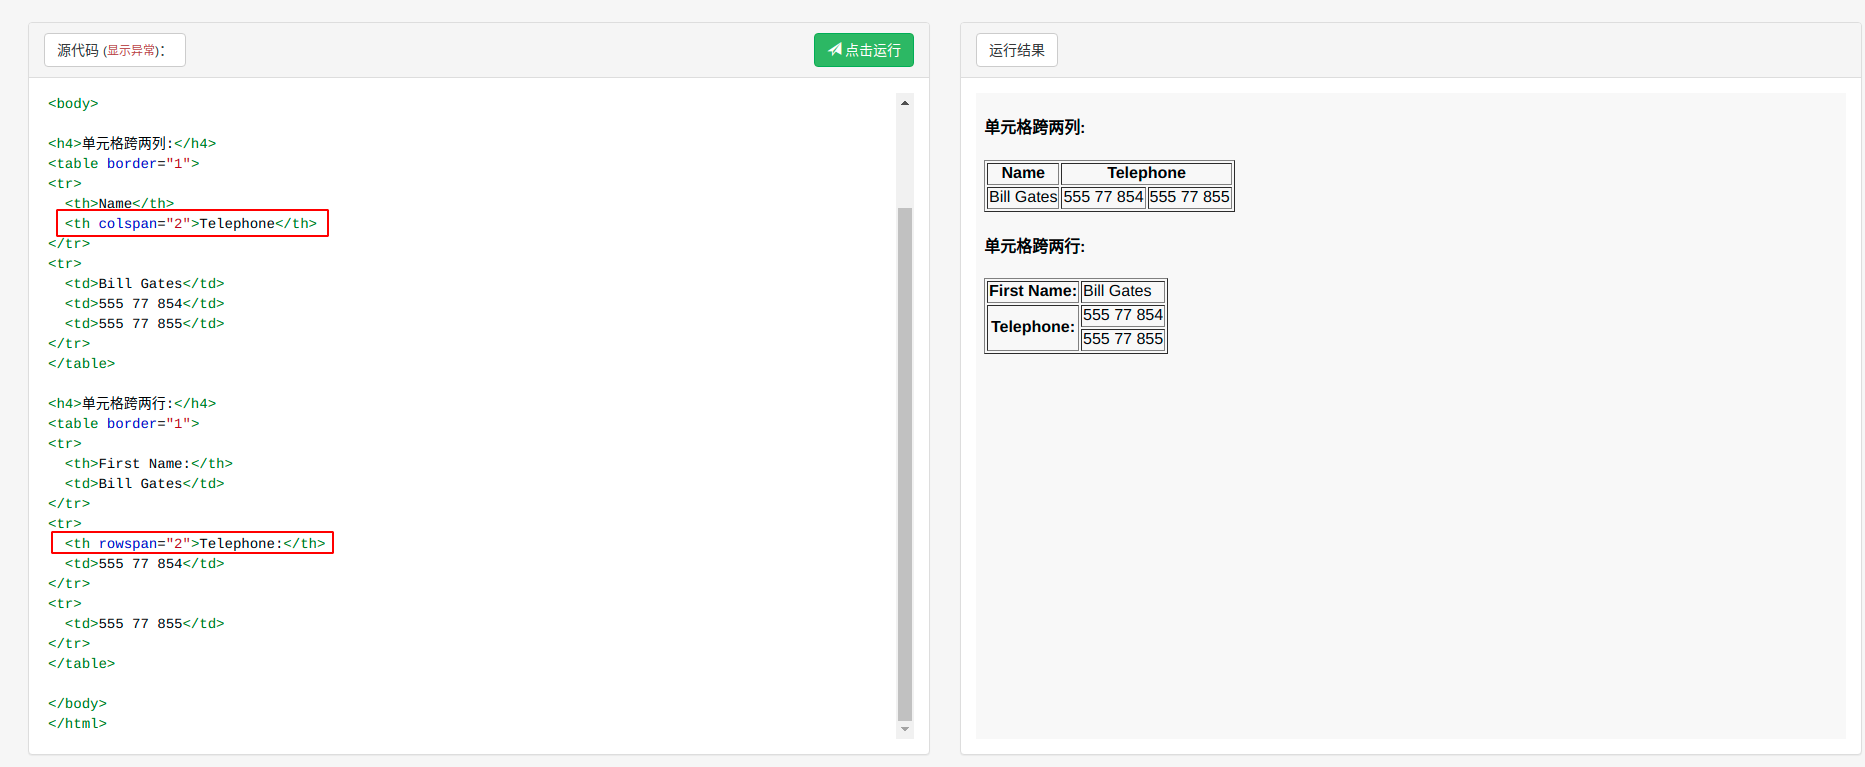 源代码 (显示异常)：
点击运行
<body>
<h4>单元格跨两列:</h4>
<table border="1">
<tr>
  <th>Name</th>
  <th colspan="2">Telephone</th>
</tr>
<tr>
  <td>Bill Gates</td>
  <td>555 77 854</td>
  <td>555 77 855</td>
</tr>
</table>
<h4>单元格跨两行:</h4>
<table border="1">
<tr>
  <th>First Name:</th>
  <td>Bill Gates</td>
</tr>
<tr>
  <th rowspan="2">Telephone:</th>
  <td>555 77 854</td>
</tr>
<tr>
  <td>555 77 855</td>
</tr>
</table>
</body>
</html>
运行结果
单元格跨两列:
Name Telephone
Bill Gates 555 77 854 555 77 855
单元格跨两行:
First Name: Bill Gates
Telephone: 555 77 854
555 77 855